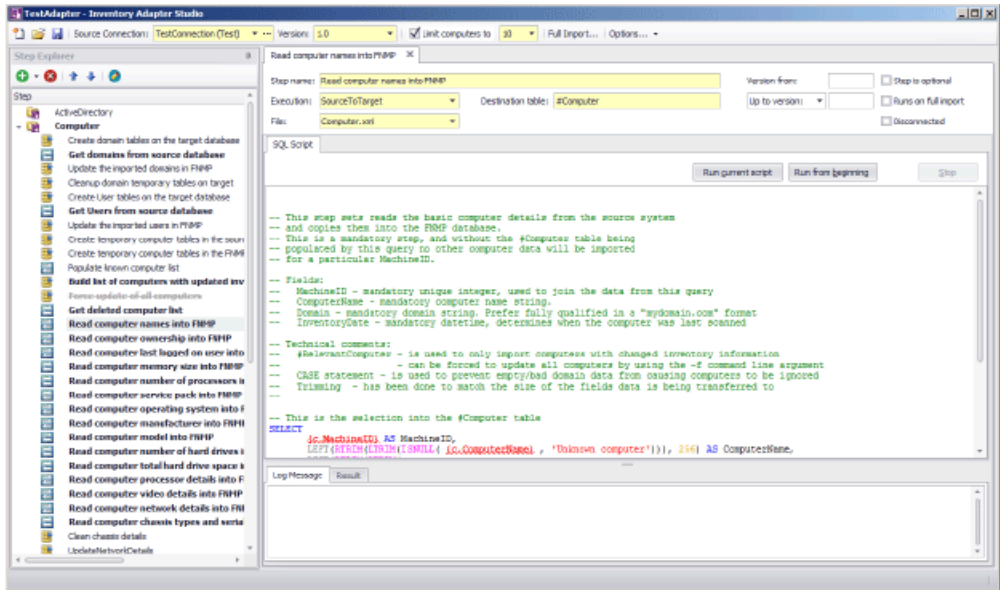 TestAdapter - Inventory Adapter Studio
Source Connection: TestConnection (Test) Version: 1.0 Limit computers to 10 Full Import... Options...
Step Explorer
Step
ActiveDirectory
Computer
Create domain tables on the target database
Get domains from source database
Update the imported domains in FNMP
Cleanup domain temporary tables on target
Create User tables on the target database
Get Users from source database
Update the imported users in FNMP
Create temporary computer tables in the sourc
Create temporary computer tables in the FNMP
Populate known computer list
Build list of computers with updated inv
Force update of all computers
Get deleted computer list
Read computer names into FNMP
Read computer ownership into FNMP
Read computer last logged on user into
Read computer memory size into FNMP
Read computer number of processors i
Read computer service pack into FNMP
Read computer operating system into F
Read computer manufacturer into FNMI
Read computer model into FNMP
Read computer number of hard drives i
Read computer total hard drive space i
Read computer processor details into F
Read computer video details into FNMP
Read computer network details into FNI
Read computer chassis types and seria
Clean chassis details
UpdateNetworkDetails
Read computer names into FNMP
Step name: Read computer names into FNMP Version from: Step is optional
Execution: SourceToTarget Destination table: #Computer Up to version: Runs on full import
File: Computer.xml Disconnected
SQL Script
Run current script Run from beginning Stop
-- This step sets reads the basic computer details from the source system
-- and copies them into the FNMP database.
-- This is a mandatory step, and without the #Computer table being
-- populated by this query no other computer data will be imported
-- for a particular MachineID.
-- Fields:
-- MachineID - mandatory unique integer, used to join the data from this query
-- ComputerName - mandatory computer name string.
-- Domain - mandatory domain string. Prefer fully qualified in a "mydomain.com" format
-- InventoryDate - mandatory datetime, determines when the computer was last scanned
-- Technical comments:
-- #RelevantComputer - is used to only import computers with changed inventory information
-- - can be forced to update all computers by using the -f command line argument
-- CASE statement - is used to prevent empty/bad domain data from causing computers to be ignored
-- Trimming - has been done to match the size of the fields data is being transferred to
--
-- This is the selection into the #Computer table
SELECT
{c.MachineID} AS MachineID,
LEFT(RTRIM(LTRIM(ISNULL( {c.ComputerName} , 'Unknown computer'))), 256) AS ComputerName,
Log Message Result